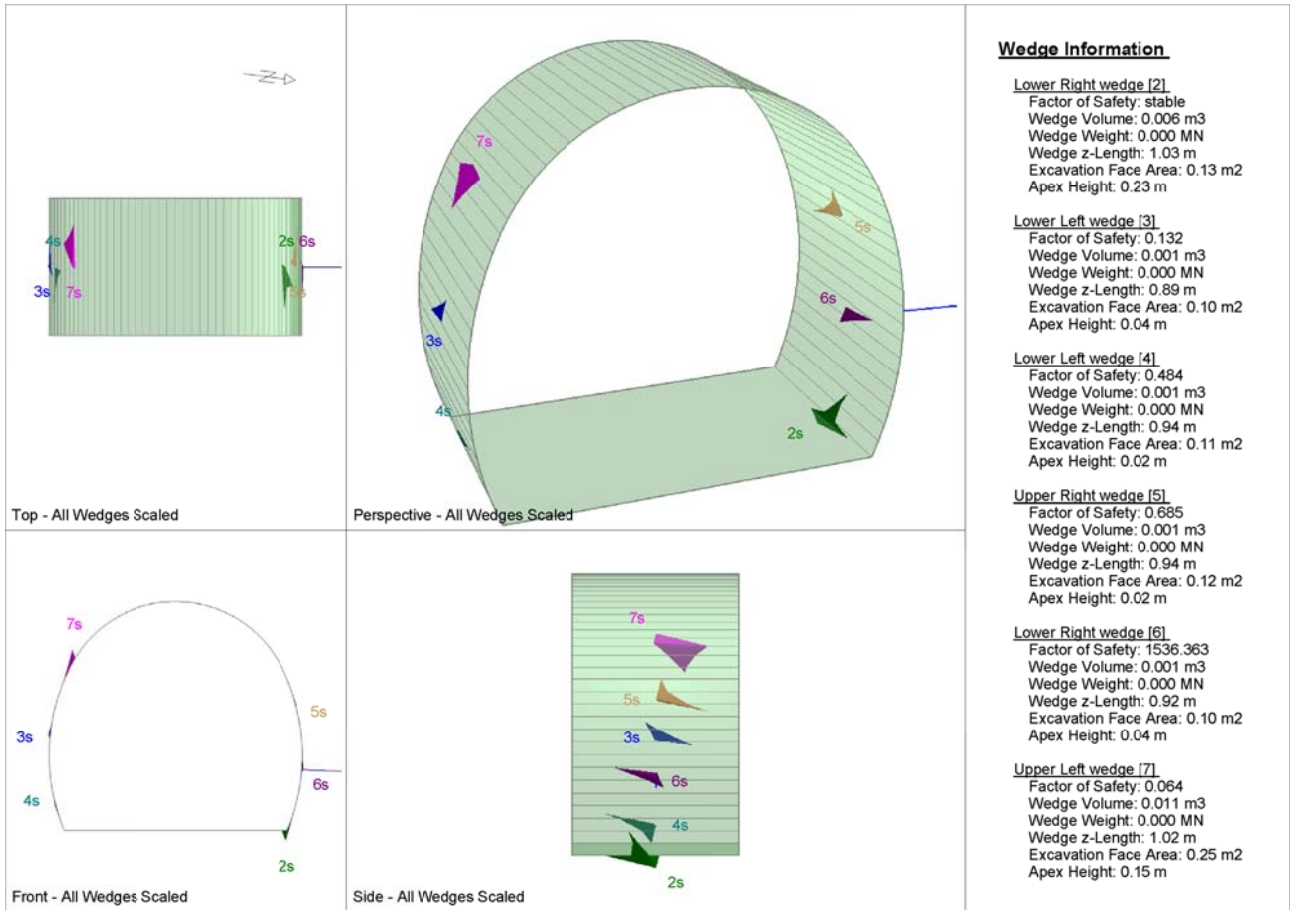 N
4s
2s
6s
3s
7s
5s
Top - All Wedges Scaled
7s
5s
6s
3s
4s
2s
Perspective - All Wedges Scaled
7s
5s
3s
6s
4s
2s
Front - All Wedges Scaled
7s
5s
3s
6s
4s
2s
Side - All Wedges Scaled
Wedge Information
Lower Right wedge [2]
Factor of Safety: stable
Wedge Volume: 0.006 m3
Wedge Weight: 0.000 MN
Wedge z-Length: 1.03 m
Excavation Face Area: 0.13 m2
Apex Height: 0.23 m
Lower Left wedge [3]
Factor of Safety: 0.132
Wedge Volume: 0.001 m3
Wedge Weight: 0.000 MN
Wedge z-Length: 0.89 m
Excavation Face Area: 0.10 m2
Apex Height: 0.04 m
Lower Left wedge [4]
Factor of Safety: 0.484
Wedge Volume: 0.001 m3
Wedge Weight: 0.000 MN
Wedge z-Length: 0.94 m
Excavation Face Area: 0.11 m2
Apex Height: 0.02 m
Upper Right wedge [5]
Factor of Safety: 0.685
Wedge Volume: 0.001 m3
Wedge Weight: 0.000 MN
Wedge z-Length: 0.94 m
Excavation Face Area: 0.12 m2
Apex Height: 0.02 m
Lower Right wedge [6]
Factor of Safety: 1536.363
Wedge Volume: 0.001 m3
Wedge Weight: 0.000 MN
Wedge z-Length: 0.92 m
Excavation Face Area: 0.10 m2
Apex Height: 0.04 m
Upper Left wedge [7]
Factor of Safety: 0.064
Wedge Volume: 0.011 m3
Wedge Weight: 0.000 MN
Wedge z-Length: 1.02 m
Excavation Face Area: 0.25 m2
Apex Height: 0.15 m